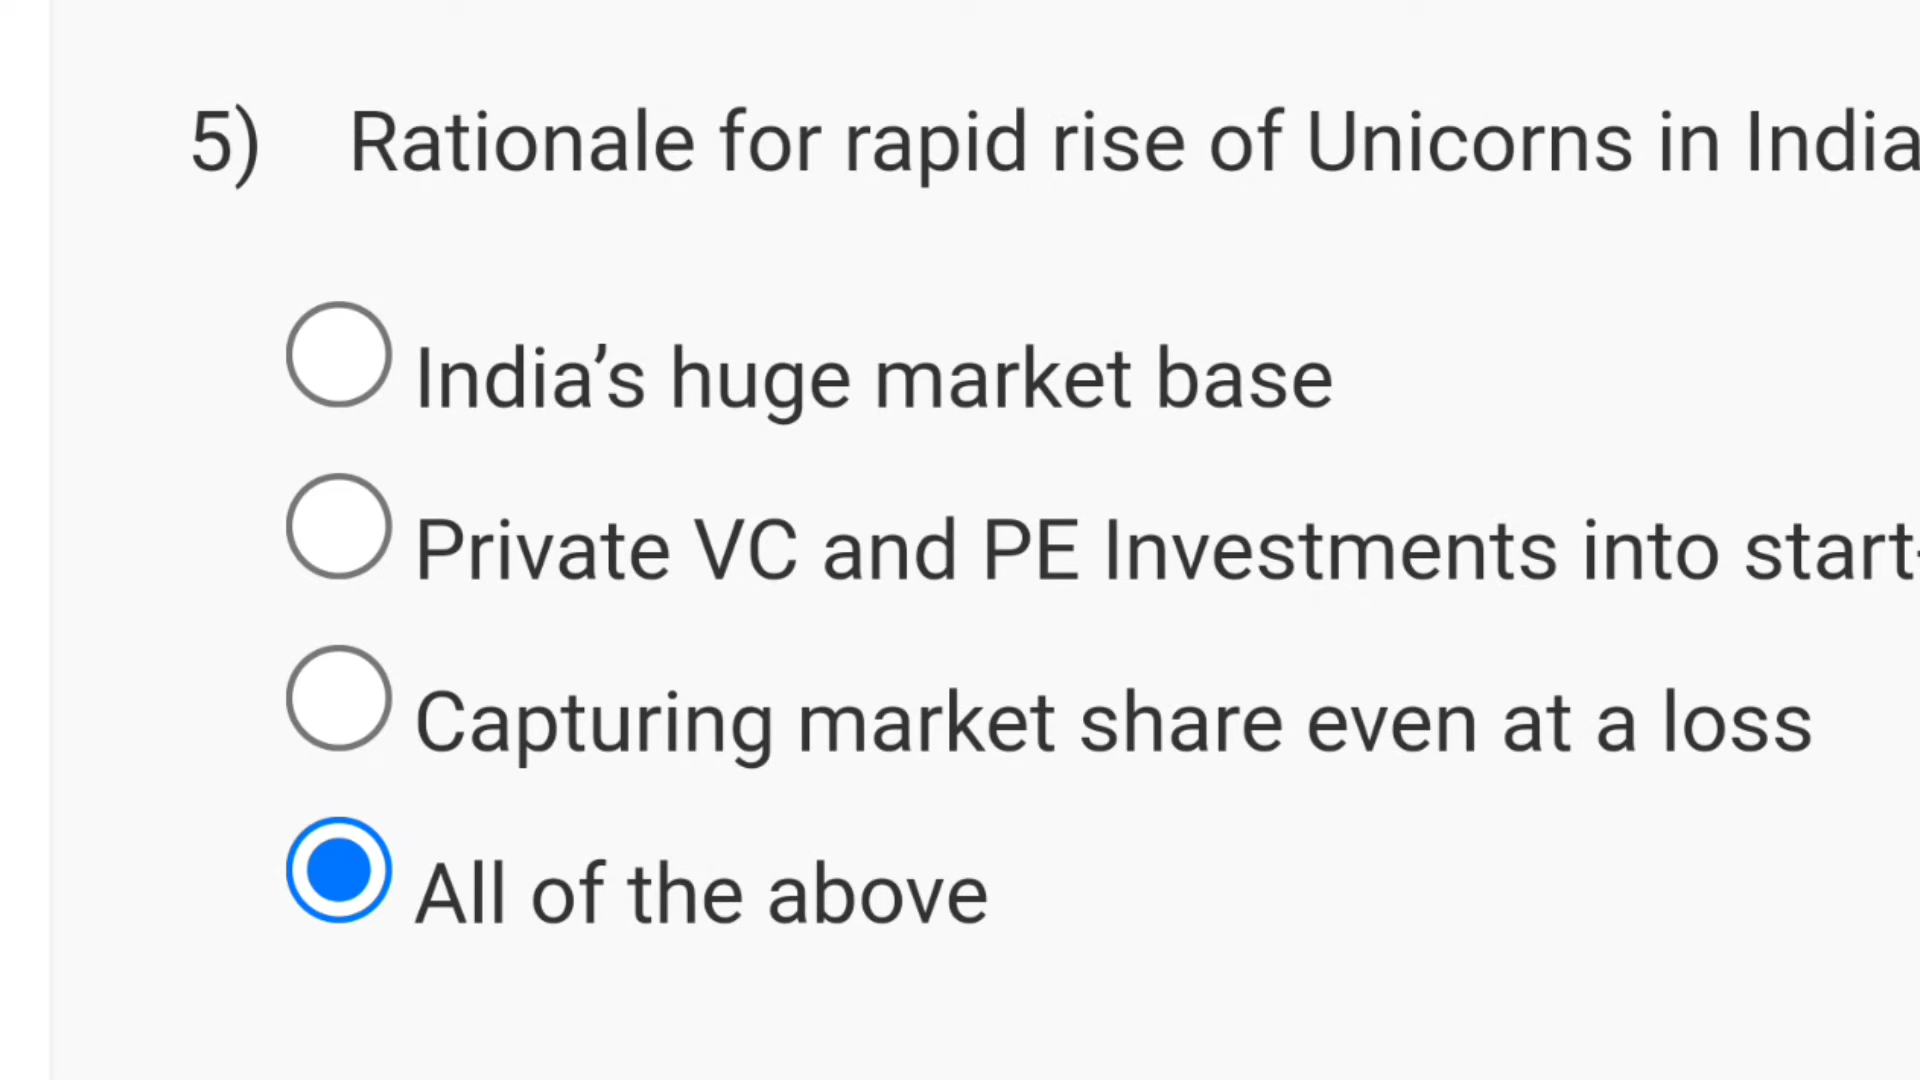 5) Rationale for rapid rise of Unicorns in India
India’s huge market base
Private VC and PE Investments into start-
Capturing market share even at a loss
All of the above